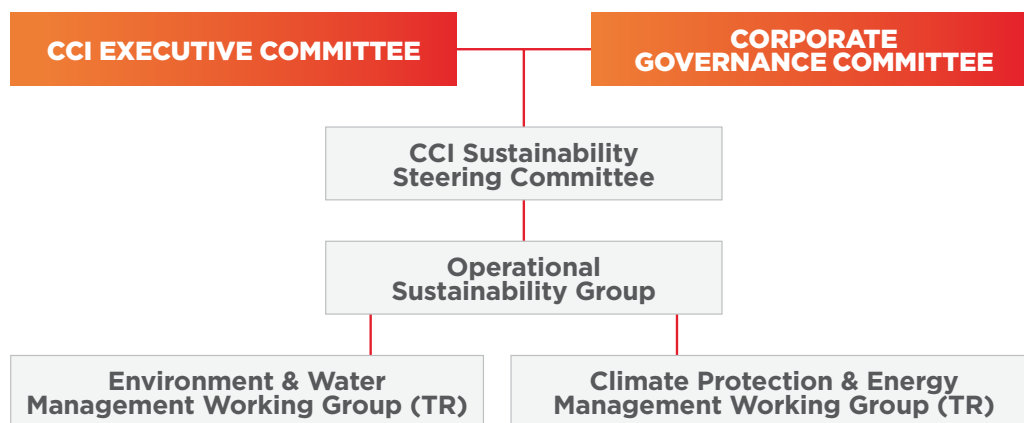 CCI EXECUTIVE COMMITTEE
CORPORATE
GOVERNANCE COMMITTEE
CCI Sustainability
Steering Committee
Operational
Sustainability Group
Environment & Water
Management Working Group (TR)
Climate Protection & Energy
Management Working Group (TR)